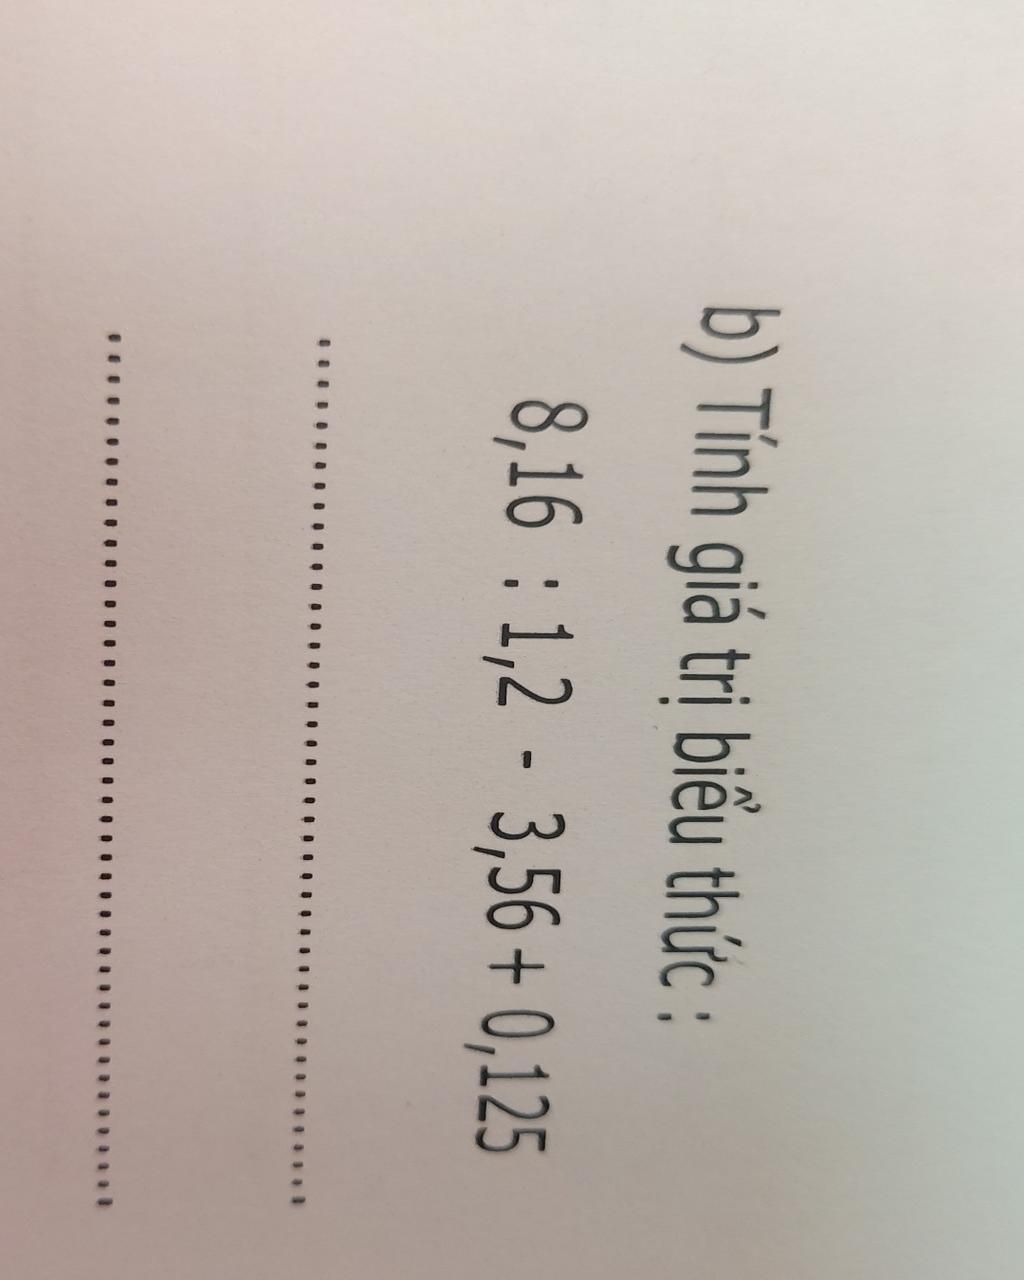 b) Tính giá trị biểu thức :
8,16 : 1,2 - 3,56 + 0,125